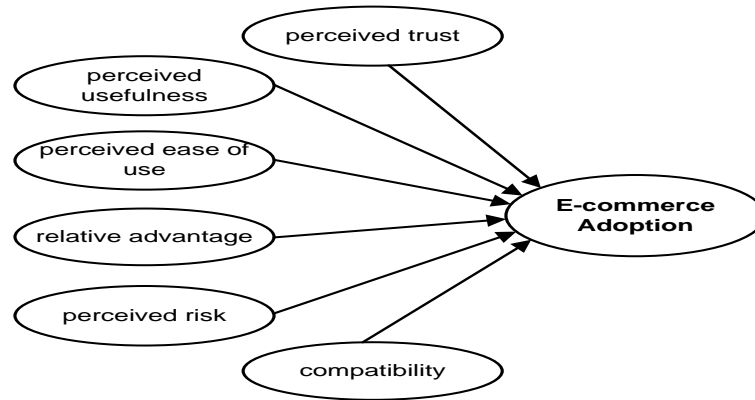 perceived trust
perceived
usefulness
perceived ease of
use
relative advantage
perceived risk
compatibility
E-commerce
Adoption